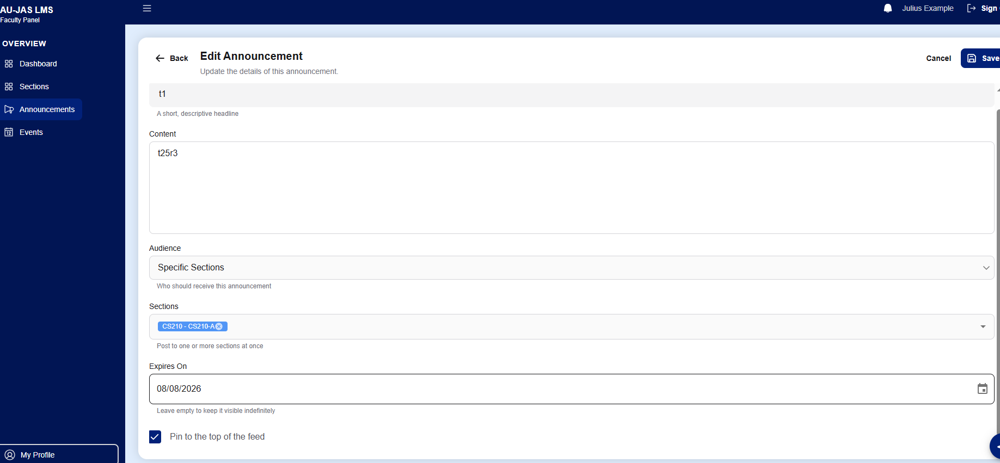 AU-JAS LMS
Faculty Panel
Julius Example
Sign
OVERVIEW
Dashboard
Sections
Announcements
Events
My Profile
Back
Edit Announcement
Update the details of this announcement.
Cancel
Save
t1
A short, descriptive headline
Content
t25r3
Audience
Specific Sections
Who should receive this announcement
Sections
CS210 - CS210-A
Post to one or more sections at once
Expires On
08/08/2026
Leave empty to keep it visible indefinitely
Pin to the top of the feed